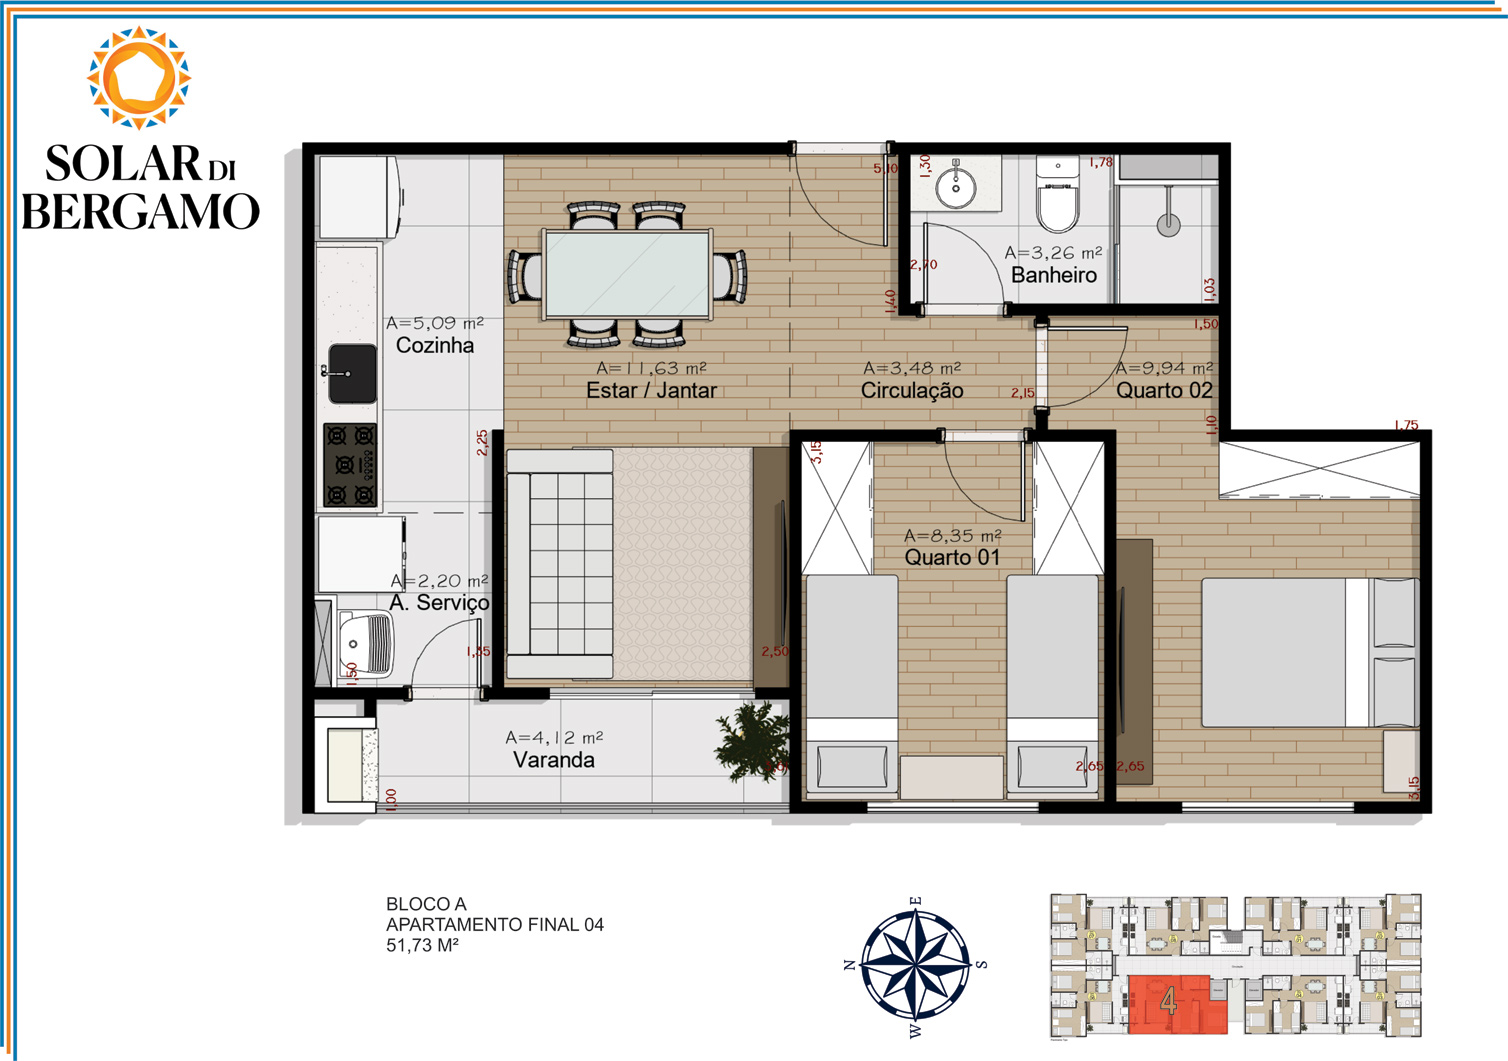 SOLAR DI
BERGAMO
5,10
1,30
1,78
A=3,26 m²
Banheiro
2,70
1,40
1,03
A=5,09 m²
Cozinha
1,50
A=11,63 m²
Estar / Jantar
A=3,48 m²
Circulação
2,15
A=9,94 m²
Quarto 02
1,10
1,75
2,25
3,15
A=8,35 m²
Quarto 01
A=2,20 m²
A. Serviço
1,35
1,50
2,50
A=4,12 m²
Varanda
1,00
2,65
2,65
3,15
BLOCO A
APARTAMENTO FINAL 04
51,73 M²
E
N
S
W
4